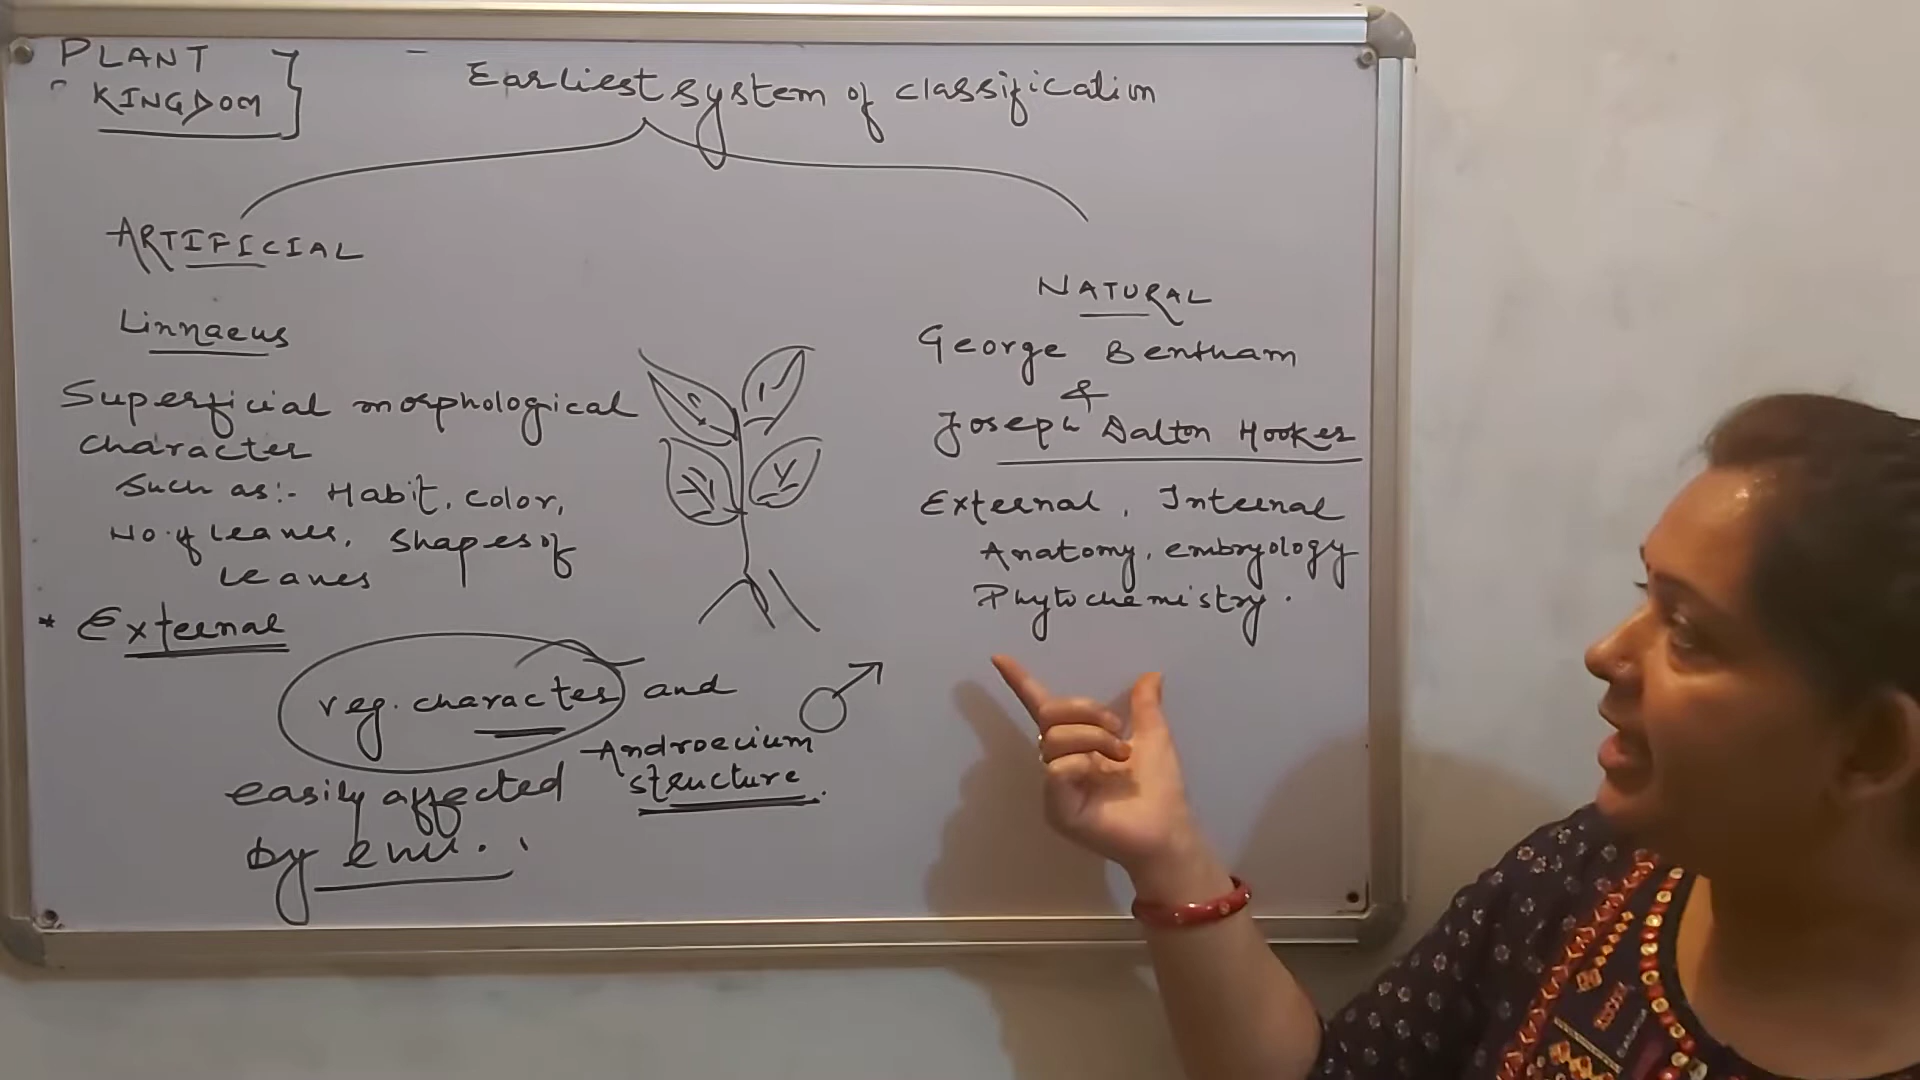 PLANT
KINGDOM
Earliest system of classification
ARTIFICIAL
Linnaeus
Superficial morphological
character
Such as:- Habit, color,
No. of leaves, Shapes of
leaves
* External
veg. character and
Androecium
structure.
easily affected
by env.
NATURAL
George Bentham
&
Joseph Dalton Hooker
External, Internal
Anatomy, embryology
Phytochemistry.